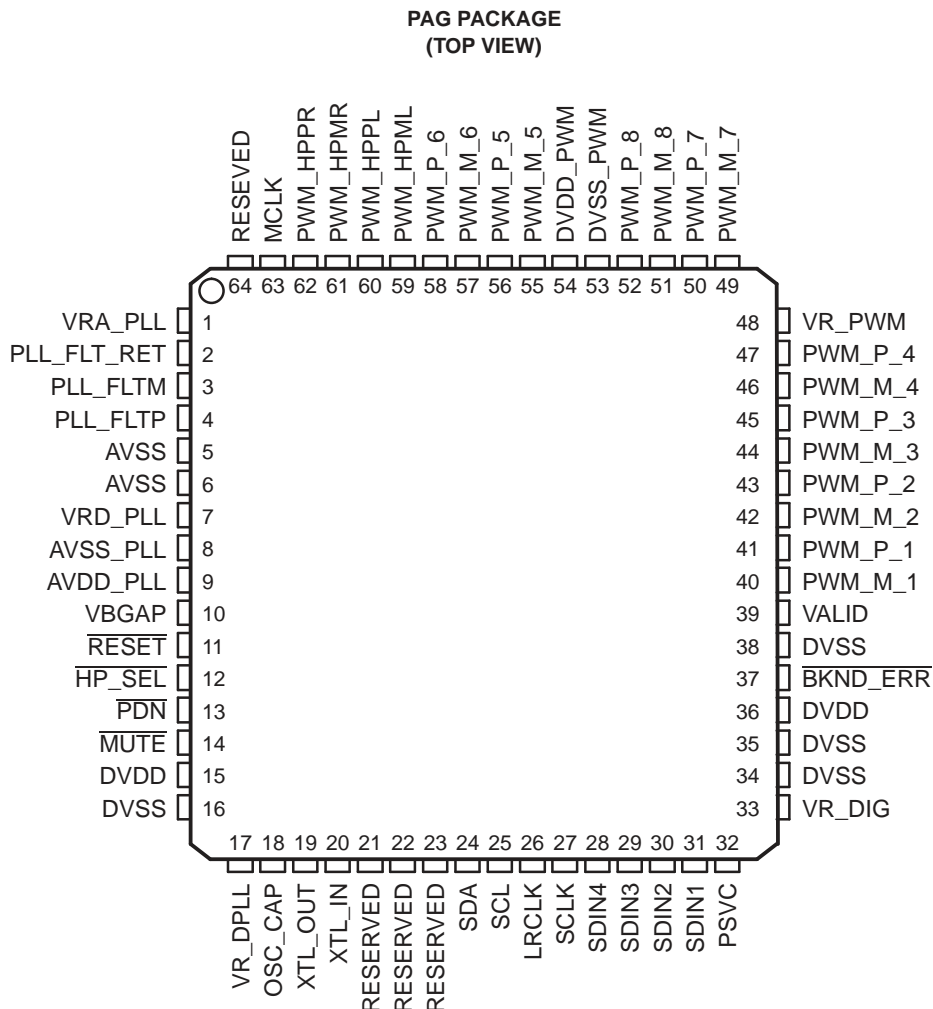 PAG PACKAGE
(TOP VIEW)
RESEVED
MCLK
PWM_HPPR
PWM_HPMR
PWM_HPPL
PWM_HPML
PWM_P_6
PWM_M_6
PWM_P_5
PWM_M_5
DVDD_PWM
DVSS_PWM
PWM_P_8
PWM_M_8
PWM_P_7
PWM_M_7
64 63 62 61 60 59 58 57 56 55 54 53 52 51 50 49
VRA_PLL 1 48 VR_PWM
PLL_FLT_RET 2 47 PWM_P_4
PLL_FLTM 3 46 PWM_M_4
PLL_FLTP 4 45 PWM_P_3
AVSS 5 44 PWM_M_3
AVSS 6 43 PWM_P_2
VRD_PLL 7 42 PWM_M_2
AVSS_PLL 8 41 PWM_P_1
AVDD_PLL 9 40 PWM_M_1
VBGAP 10 39 VALID
RESET 11 38 DVSS
HP_SEL 12 37 BKND_ERR
PDN 13 36 DVDD
MUTE 14 35 DVSS
DVDD 15 34 DVSS
DVSS 16 33 VR_DIG
17 18 19 20 21 22 23 24 25 26 27 28 29 30 31 32
VR_DPLL
OSC_CAP
XTL_OUT
XTL_IN
RESERVED
RESERVED
RESERVED
SDA
SCL
LRCLK
SCLK
SDIN4
SDIN3
SDIN2
SDIN1
PSVC